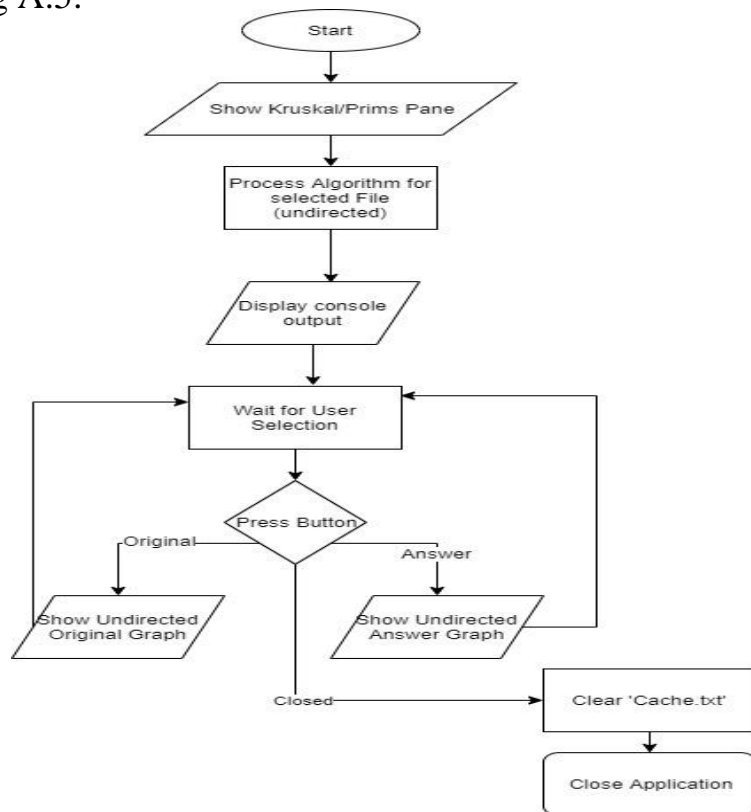 g A.5.
Start
Show Kruskal/Prims Pane
Process Algorithm for
selected File
(undirected)
Display console
output
Wait for User
Selection
Press Button
Original
Answer
Show Undirected
Original Graph
Show Undirected
Answer Graph
Closed
Clear 'Cache.txt'
Close Application